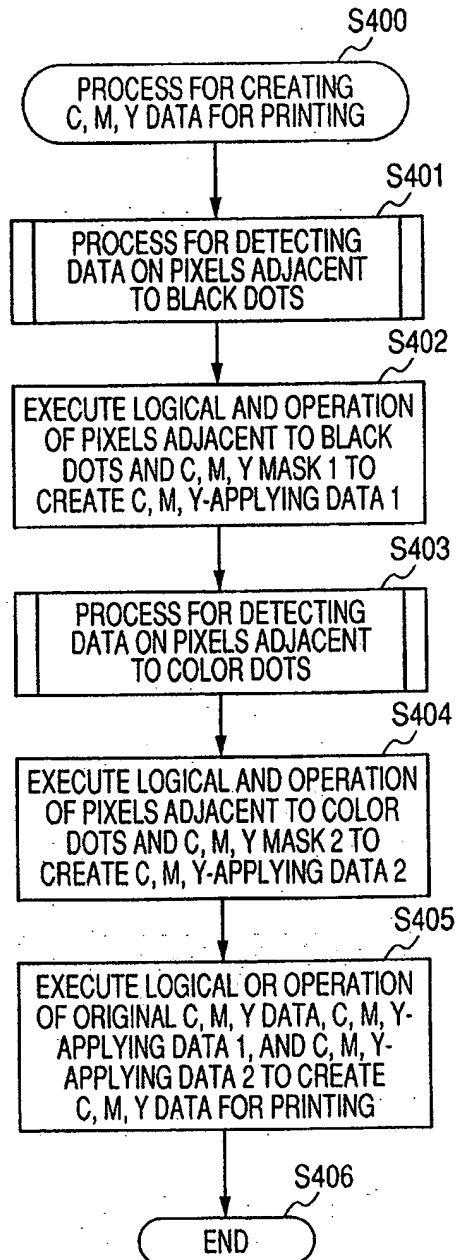 S400
PROCESS FOR CREATING
C, M, Y DATA FOR PRINTING
S401
PROCESS FOR DETECTING
DATA ON PIXELS ADJACENT
TO BLACK DOTS
S402
EXECUTE LOGICAL AND OPERATION
OF PIXELS ADJACENT TO BLACK
DOTS AND C, M, Y MASK 1 TO
CREATE C, M, Y-APPLYING DATA 1
S403
PROCESS FOR DETECTING
DATA ON PIXELS ADJACENT
TO COLOR DOTS
S404
EXECUTE LOGICAL AND OPERATION
OF PIXELS ADJACENT TO COLOR
DOTS AND C, M, Y MASK 2 TO
CREATE C, M, Y-APPLYING DATA 2
S405
EXECUTE LOGICAL OR OPERATION
OF ORIGINAL C, M, Y DATA, C, M, Y-
APPLYING DATA 1, AND C, M, Y-
APPLYING DATA 2 TO CREATE
C, M, Y DATA FOR PRINTING
S406
END